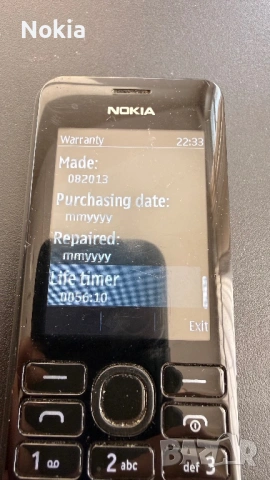 Nokia
NOKIA
Warranty 22:33
Made:
082013
Purchasing date:
mmyyyy
Repaired:
mmyyyy
Life timer
0056:10
Exit
1 2 abc def 3
BAZAR